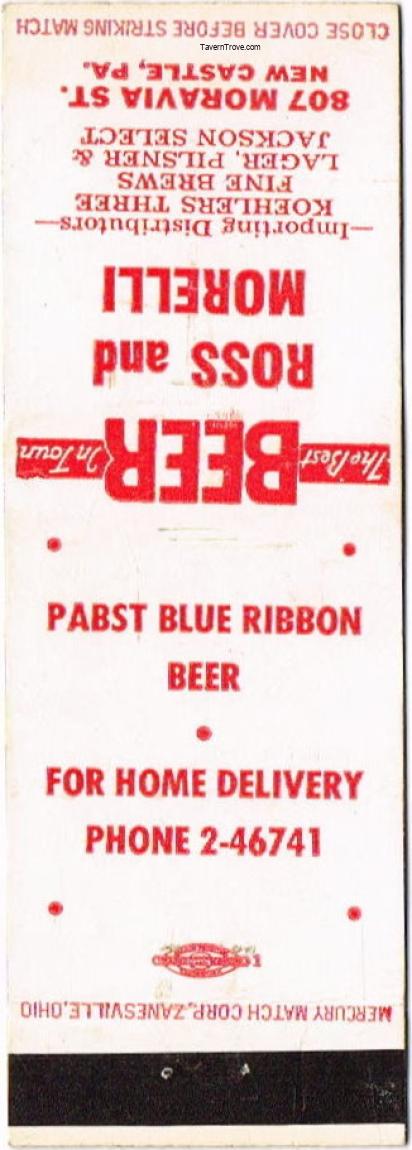 CLOSE COVER BEFORE STRIKING MATCH
TavernTrove.com
807 MORAVIA ST.
NEW CASTLE, PA.
—Importing Distributors—
KOEHLERS THREE
FINE BREWS
LAGER, PILSNER &
JACKSON SELECT
ROSS and
MORELLI
The Best BEER In Town
PABST BLUE RIBBON
BEER
FOR HOME DELIVERY
PHONE 2-46741
1
MERCURY MATCH CORP., ZANESVILLE, OHIO